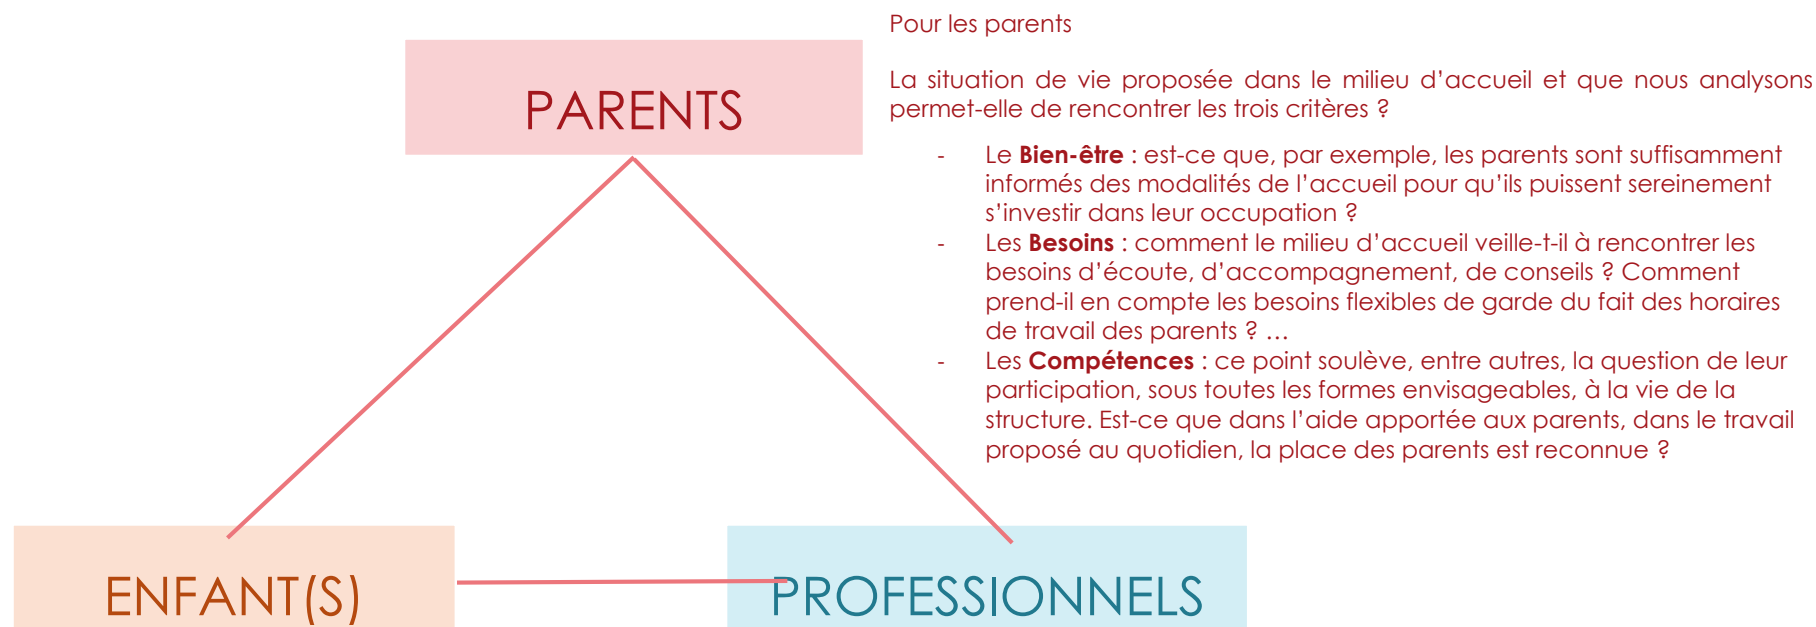 Pour les parents
PARENTS
La situation de vie proposée dans le milieu d’accueil et que nous analysons
permet-elle de rencontrer les trois critères ?
- Le Bien-être : est-ce que, par exemple, les parents sont suffisamment
informés des modalités de l’accueil pour qu’ils puissent sereinement
s’investir dans leur occupation ?
- Les Besoins : comment le milieu d’accueil veille-t-il à rencontrer les
besoins d’écoute, d’accompagnement, de conseils ? Comment
prend-il en compte les besoins flexibles de garde du fait des horaires
de travail des parents ? …
- Les Compétences : ce point soulève, entre autres, la question de leur
participation, sous toutes les formes envisageables, à la vie de la
structure. Est-ce que dans l’aide apportée aux parents, dans le travail
proposé au quotidien, la place des parents est reconnue ?
ENFANT(S)
PROFESSIONNELS